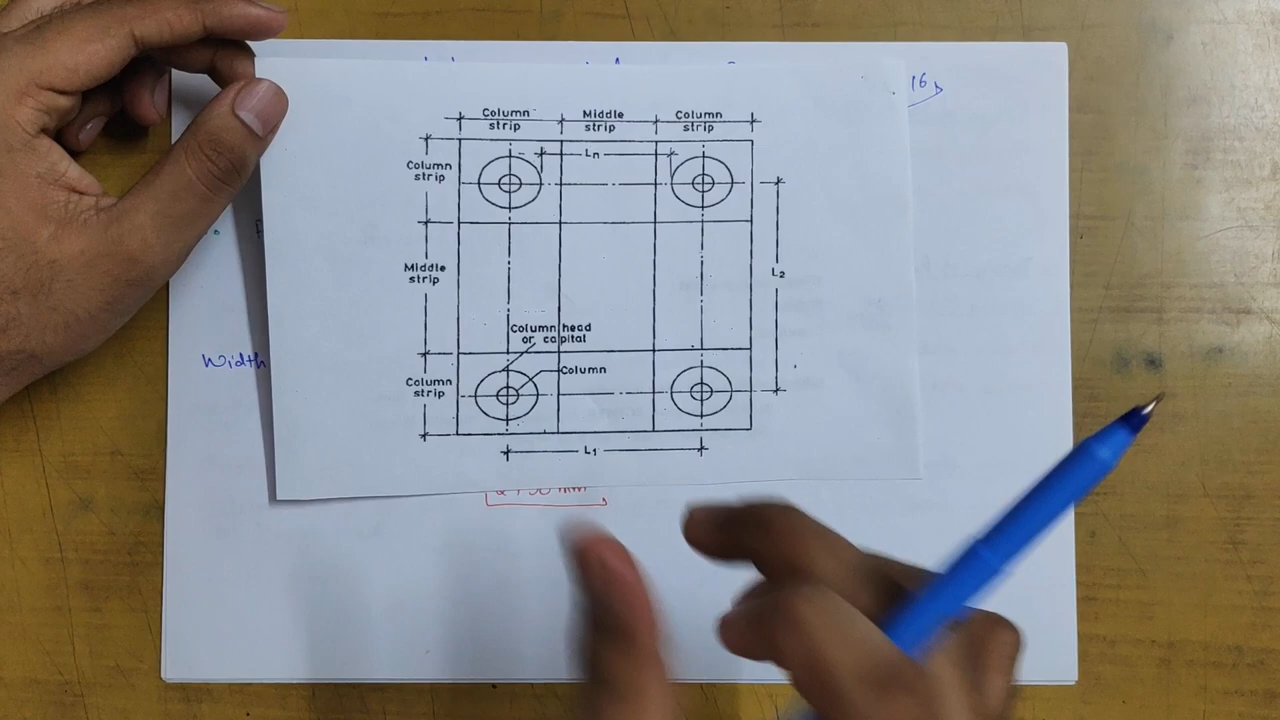 16
Column
strip
Middle
strip
Column
strip
Ln
Column
strip
Middle
strip
L2
Column head
or capital
Column
Column
strip
L1
Width